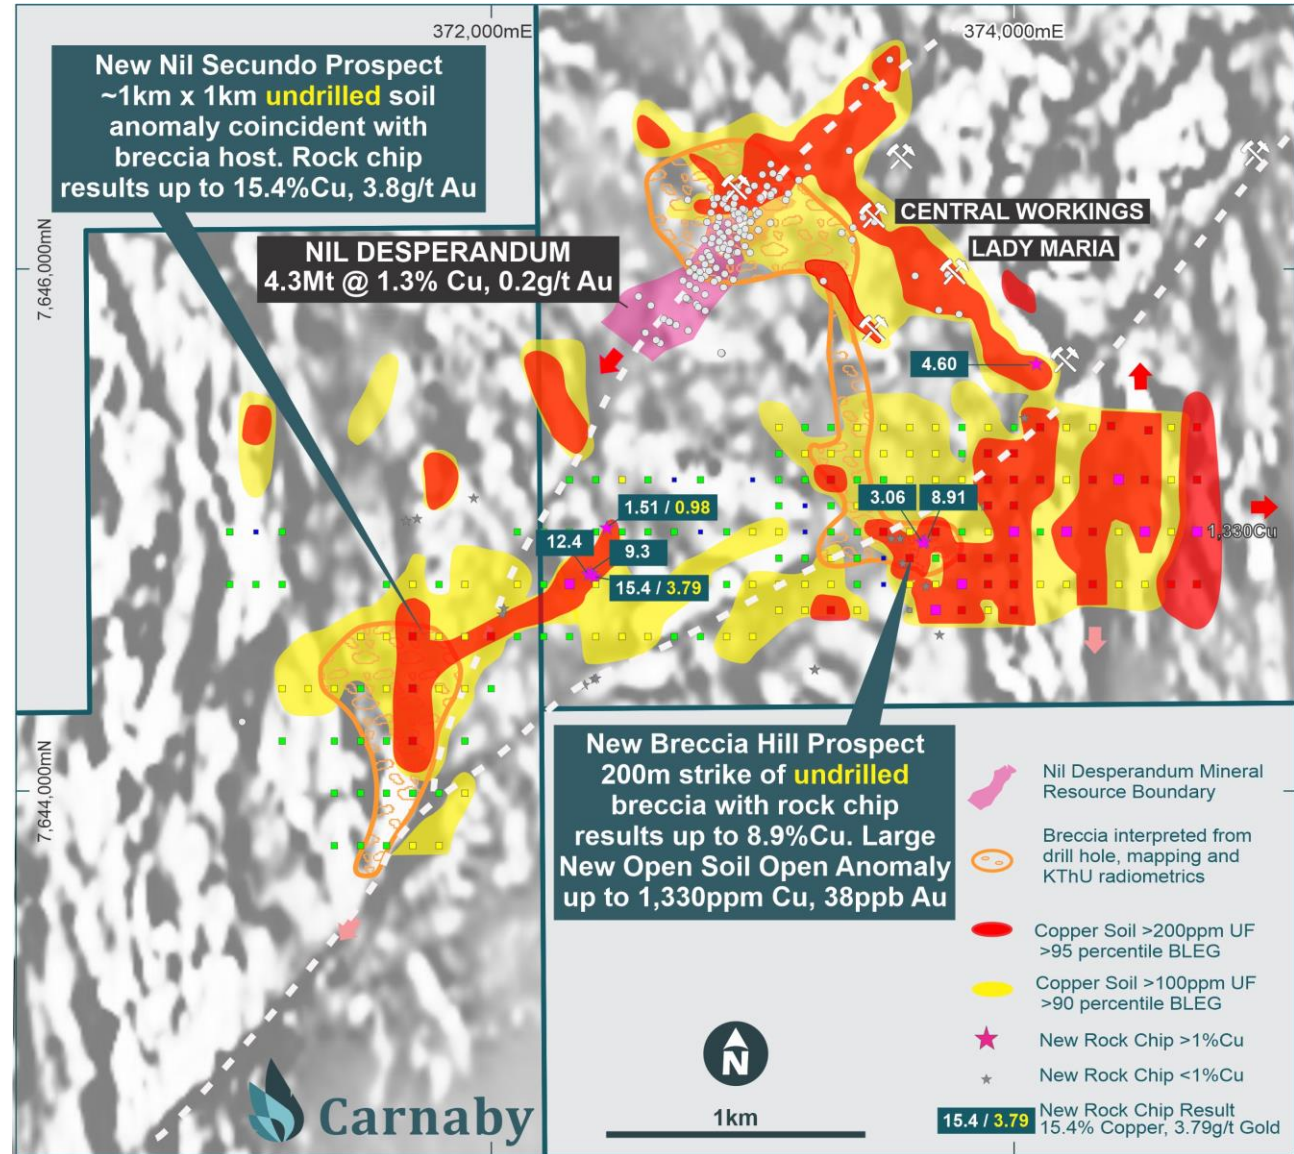 372,000mE
374,000mE
New Nil Secundo Prospect
~1km x 1km undrilled soil
anomaly coincident with
breccia host. Rock chip
results up to 15.4%Cu, 3.8g/t Au
CENTRAL WORKINGS
LADY MARIA
NIL DESPERANDUM
4.3Mt @ 1.3% Cu, 0.2g/t Au
7,646,000mN
4.60
3.06
8.91
1.51 / 0.98
12.4
9.3
15.4 / 3.79
1,330Cu
7,644,000mN
New Breccia Hill Prospect
200m strike of undrilled
breccia with rock chip
results up to 8.9%Cu. Large
New Open Soil Open Anomaly
up to 1,330ppm Cu, 38ppb Au
Nil Desperandum Mineral
Resource Boundary
Breccia interpreted from
drill hole, mapping and
KThU radiometrics
Copper Soil >200ppm UF
>95 percentile BLEG
Copper Soil >100ppm UF
>90 percentile BLEG
New Rock Chip >1%Cu
New Rock Chip <1%Cu
15.4 / 3.79 New Rock Chip Result
15.4% Copper, 3.79g/t Gold
N
1km
Carnaby